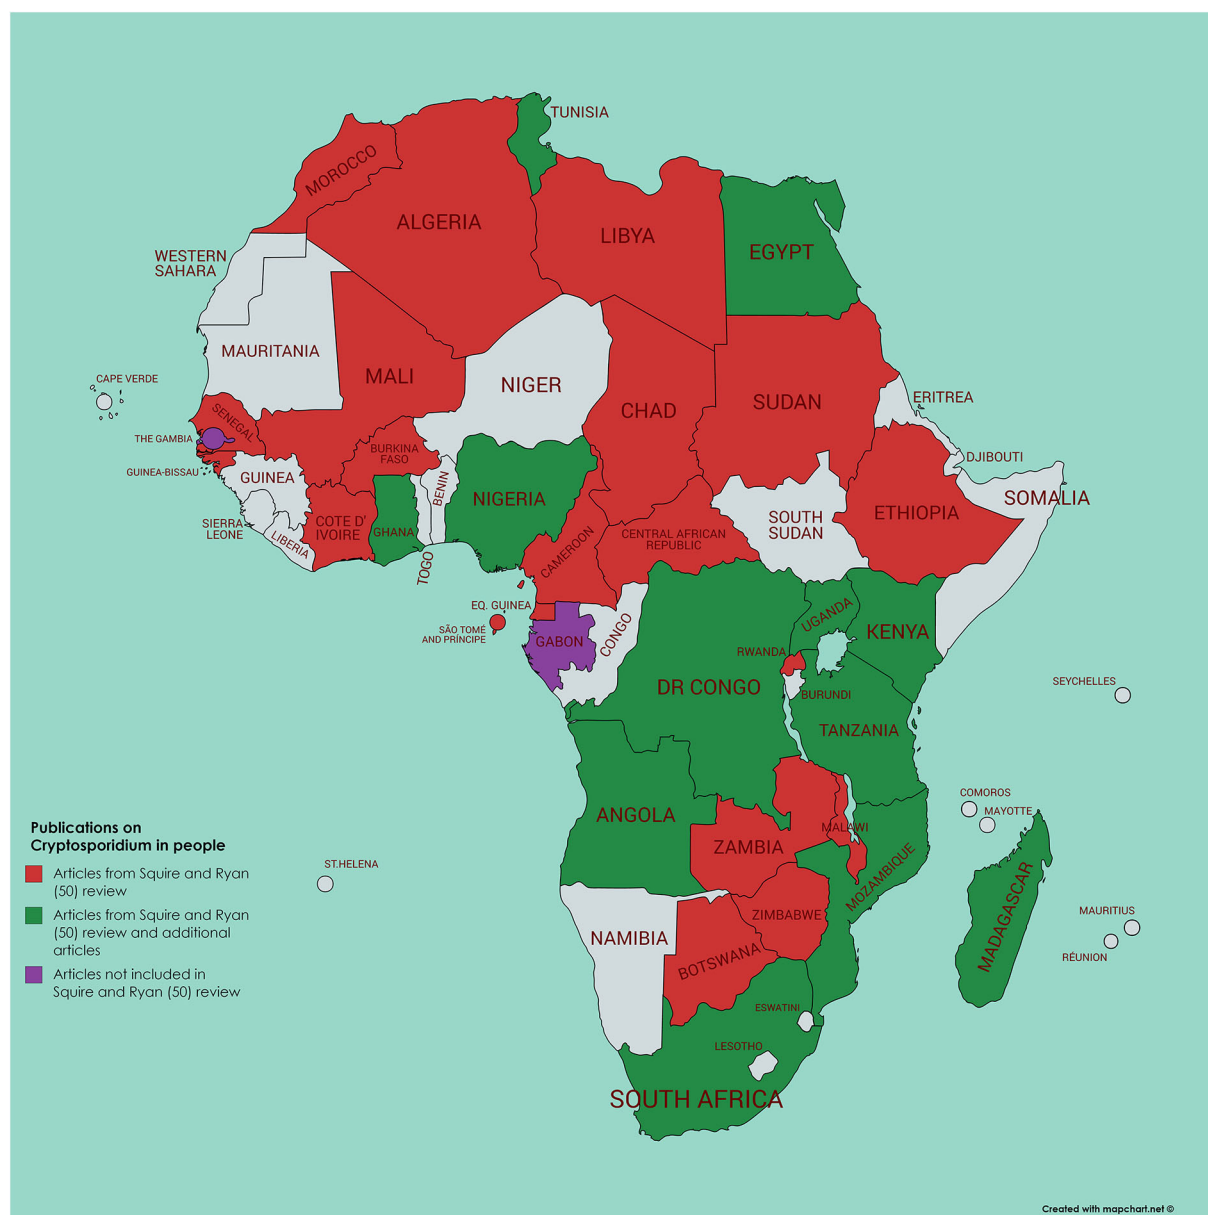 TUNISIA
MOROCCO
ALGERIA
LIBYA
EGYPT
WESTERN
SAHARA
MAURITANIA
MALI
NIGER
CHAD
SUDAN
ERITREA
CAPE VERDE
SENEGAL
THE GAMBIA
GUINEA-BISSAU
GUINEA
BURKINA
FASO
BENIN
NIGERIA
DJIBOUTI
SOMALIA
SIERRA
LEONE
LIBERIA
COTE D'
IVOIRE
GHANA
TOGO
CAMEROON
CENTRAL AFRICAN
REPUBLIC
SOUTH
SUDAN
ETHIOPIA
EQ. GUINEA
SÃO TOMÉ
AND PRÍNCIPE
GABON
CONGO
UGANDA
KENYA
RWANDA
DR CONGO
BURUNDI
SEYCHELLES
TANZANIA
ANGOLA
ZAMBIA
MALAWI
COMOROS
MAYOTTE
MOZAMBIQUE
MADAGASCAR
ST.HELENA
NAMIBIA
ZIMBABWE
BOTSWANA
MAURITIUS
RÉUNION
ESWATINI
LESOTHO
SOUTH AFRICA
Publications on
Cryptosporidium in people
Articles from Squire and Ryan
(50) review
Articles from Squire and Ryan
(50) review and additional
articles
Articles not included in
Squire and Ryan (50) review
Created with mapchart.net ©